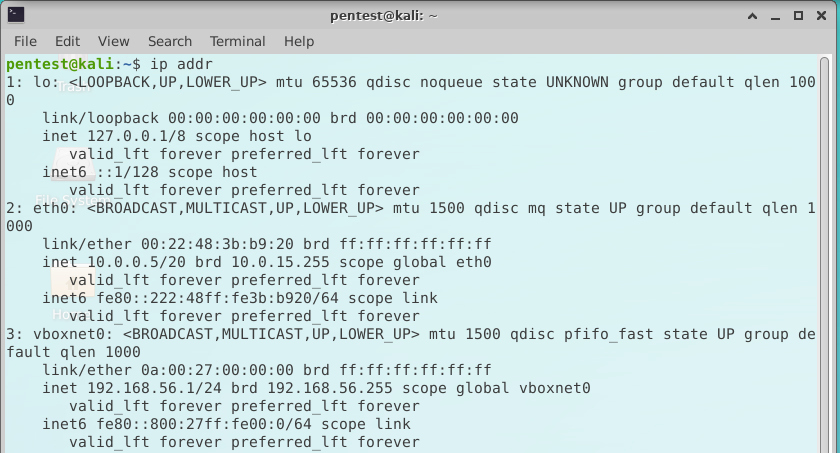 pentest@kali: ~
File Edit View Search Terminal Help
pentest@kali:~$ ip addr
1: lo: <LOOPBACK,UP,LOWER_UP> mtu 65536 qdisc noqueue state UNKNOWN group default qlen 100
0
link/loopback 00:00:00:00:00:00 brd 00:00:00:00:00:00
inet 127.0.0.1/8 scope host lo
valid_lft forever preferred_lft forever
inet6 ::1/128 scope host
valid_lft forever preferred_lft forever
2: eth0: <BROADCAST,MULTICAST,UP,LOWER_UP> mtu 1500 qdisc mq state UP group default qlen 1
000
link/ether 00:22:48:3b:b9:20 brd ff:ff:ff:ff:ff:ff
inet 10.0.0.5/20 brd 10.0.15.255 scope global eth0
valid_lft forever preferred_lft forever
inet6 fe80::222:48ff:fe3b:b920/64 scope link
valid_lft forever preferred_lft forever
3: vboxnet0: <BROADCAST,MULTICAST,UP,LOWER_UP> mtu 1500 qdisc pfifo_fast state UP group de
fault qlen 1000
link/ether 0a:00:27:00:00:00 brd ff:ff:ff:ff:ff:ff
inet 192.168.56.1/24 brd 192.168.56.255 scope global vboxnet0
valid_lft forever preferred_lft forever
inet6 fe80::800:27ff:fe00:0/64 scope link
valid_lft forever preferred_lft forever
Trash
File System